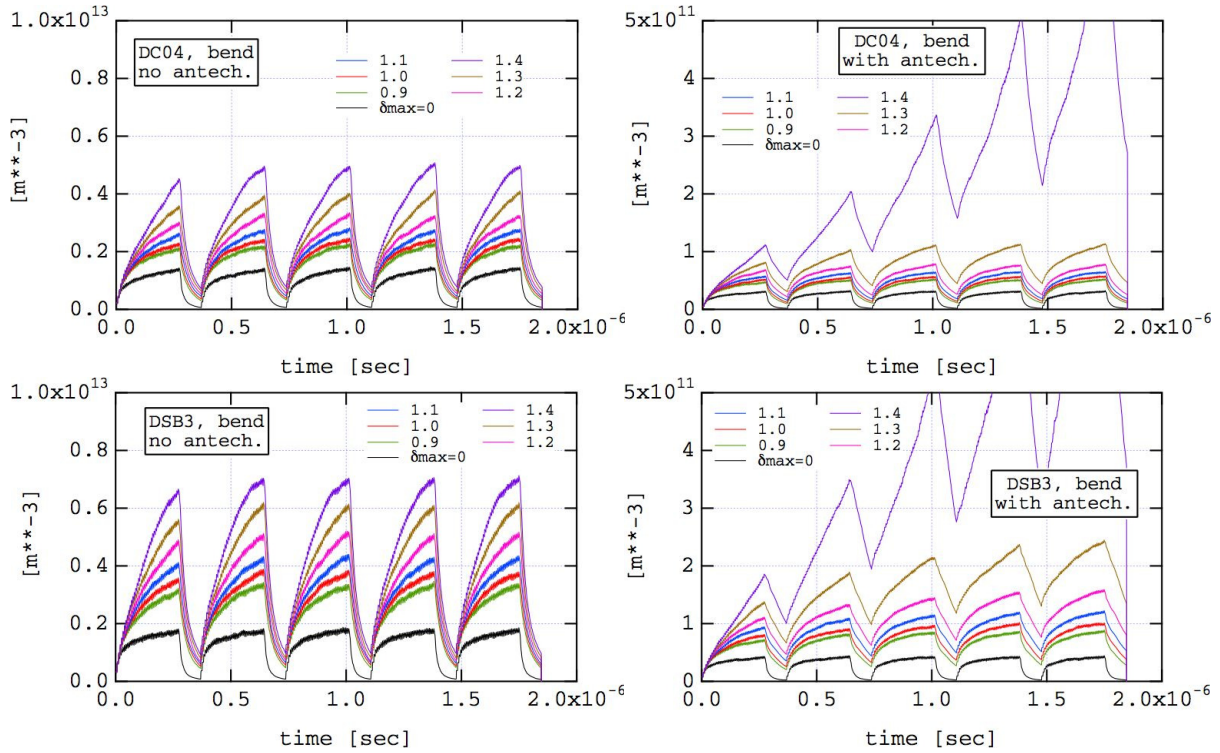 1.0x10^13
DC04, bend
no antech.
1.1
1.4
1.0
1.3
0.9
1.2
δmax=0
0.8
0.6
0.4
0.2
0.0
[m**-3]
0.0
0.5
1.0
1.5
2.0x10^-6
time [sec]
5x10^11
DC04, bend
with antech.
1.1
1.4
1.0
1.3
0.9
1.2
δmax=0
4
3
2
1
0
[m**-3]
0.0
0.5
1.0
1.5
2.0x10^-6
time [sec]
1.0x10^13
DSB3, bend
no antech.
1.1
1.4
1.0
1.3
0.9
1.2
δmax=0
0.8
0.6
0.4
0.2
0.0
[m**-3]
0.0
0.5
1.0
1.5
2.0x10^-6
time [sec]
5x10^11
1.1
1.4
1.0
1.3
0.9
1.2
δmax=0
DSB3, bend
with antech.
4
3
2
1
0
[m**-3]
0.0
0.5
1.0
1.5
2.0x10^-6
time [sec]